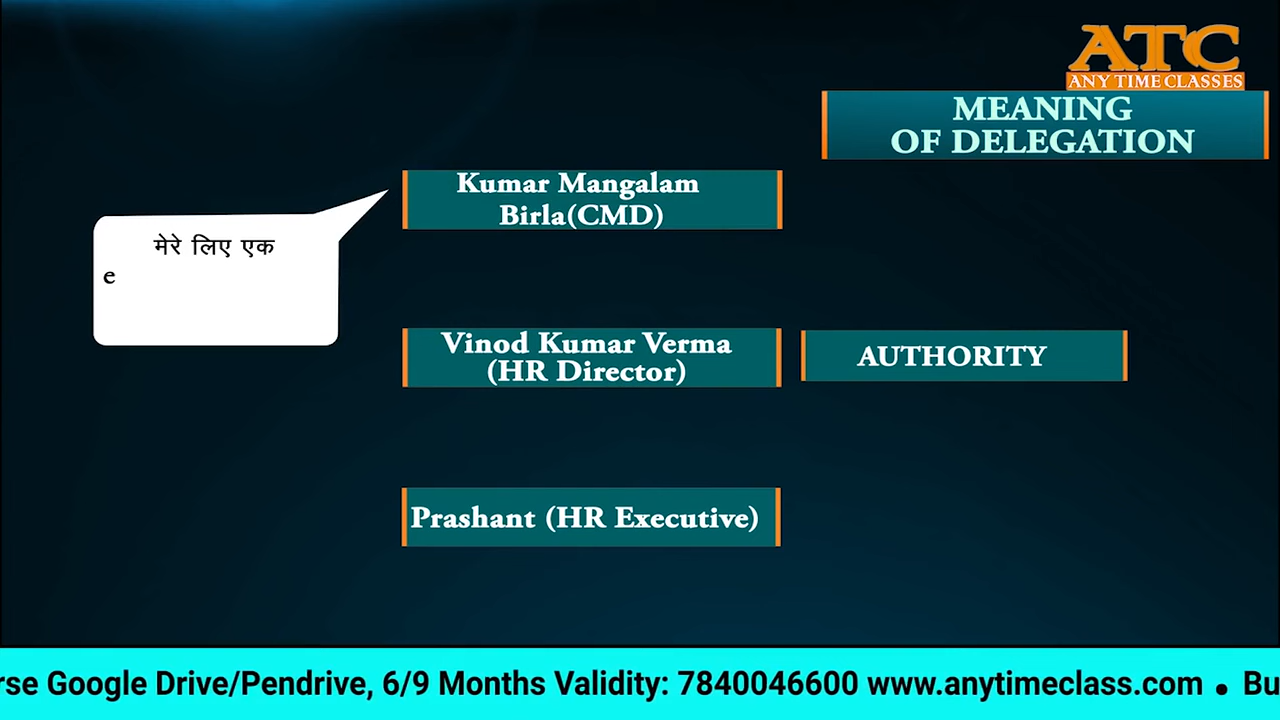 ATC
ANY TIME CLASSES
MEANING
OF DELEGATION
Kumar Mangalam
Birla(CMD)
मेरे लिए एक
e
Vinod Kumar Verma
(HR Director)
AUTHORITY
Prashant (HR Executive)
rse Google Drive/Pendrive, 6/9 Months Validity: 7840046600 www.anytimeclass.com • Bu